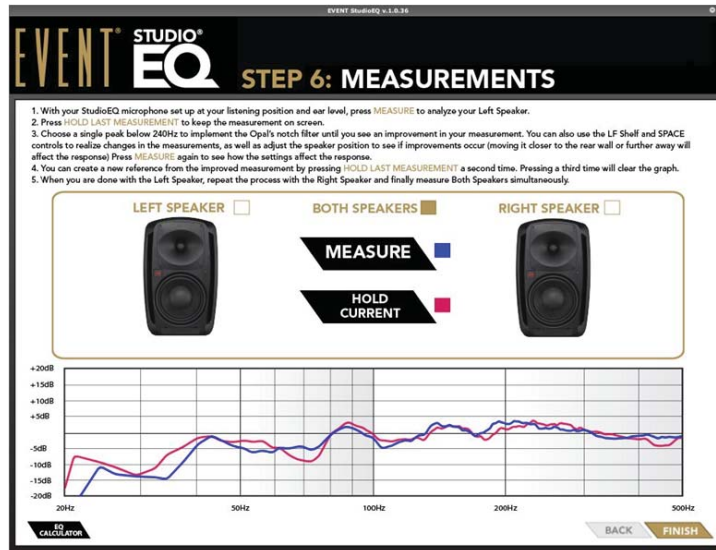 EVENT StudioEQ v.1.0.36
EVENT® STUDIO® EQ
STEP 6: MEASUREMENTS
1. With your StudioEQ microphone set up at your listening position and ear level, press MEASURE to analyze your Left Speaker.
2. Press HOLD LAST MEASUREMENT to keep the measurement on screen.
3. Choose a single peak below 240Hz to implement the Opal's notch filter until you see an improvement in your measurement. You can also use the LF Shelf and SPACE
controls to realize changes in the measurements, as well as adjust the speaker position to see if improvements occur (moving it closer to the rear wall or further away will
affect the response) Press MEASURE again to see how the settings affect the response.
4. You can create a new reference from the improved measurement by pressing HOLD LAST MEASUREMENT a second time. Pressing a third time will clear the graph.
5. When you are done with the Left Speaker, repeat the process with the Right Speaker and finally measure Both Speakers simultaneously.
LEFT SPEAKER
BOTH SPEAKERS
RIGHT SPEAKER
MEASURE
HOLD
CURRENT
+20dB
+15dB
+10dB
+5dB
-5dB
-10dB
-15dB
-20dB
20Hz 50Hz 100Hz 200Hz 500Hz
EQ
CALCULATOR
BACK
FINISH